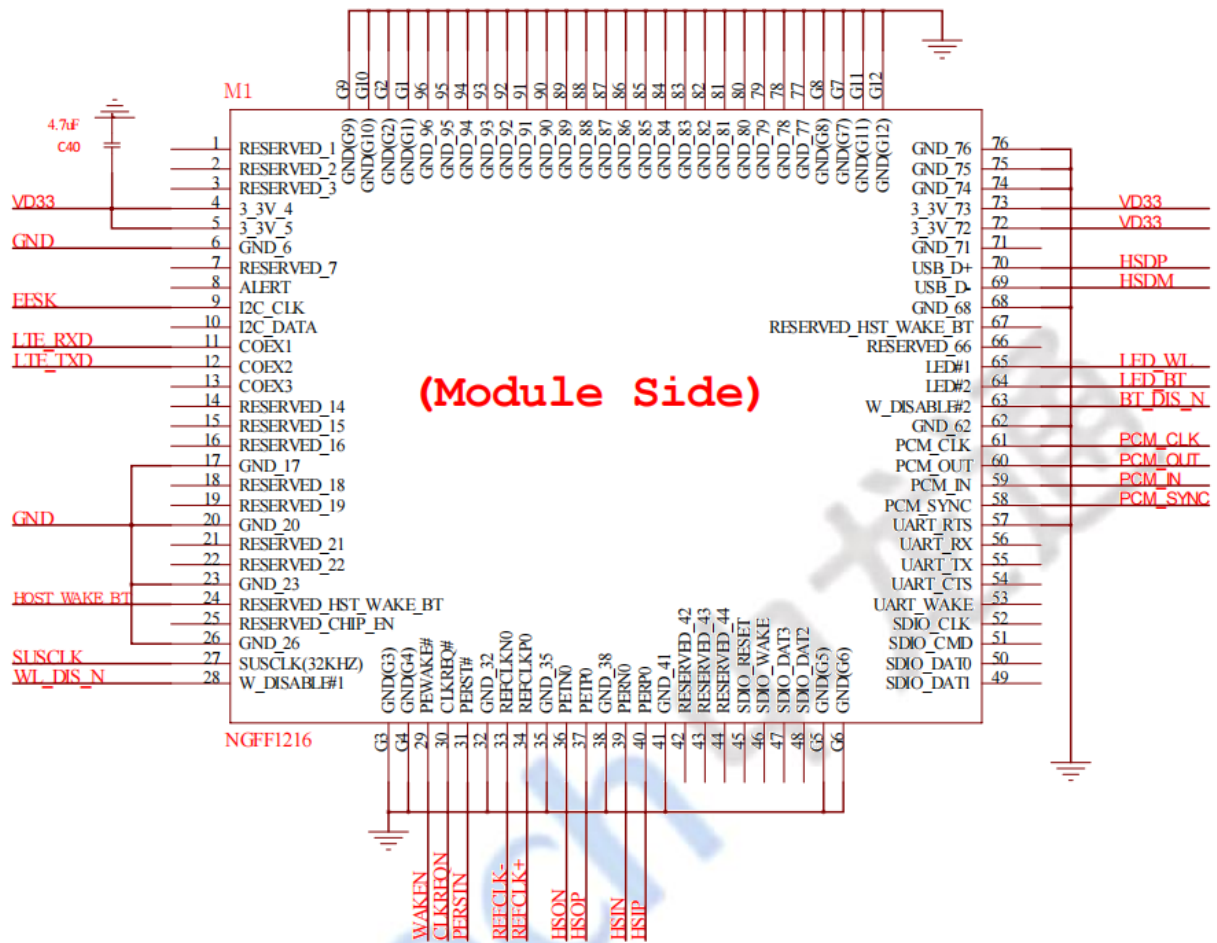 M1
G9 G10 G2 G1 96 95 94 93 92 91 90 89 88 87 86 85 84 83 82 81 80 79 78 77 G8 G7 G11 G12
GND(G9) GND(G10) GND(G2) GND(G1) GND_96 GND_95 GND_94 GND_93 GND_92 GND_91 GND_90 GND_89 GND_88 GND_87 GND_86 GND_85 GND_84 GND_83 GND_82 GND_81 GND_80 GND_79 GND_78 GND_77 GND(G8) GND(G7) GND(G11) GND(G12)
4.7uF
C40
1 RESERVED_1
2 RESERVED_2
3 RESERVED_3
VD33 4 3_3V_4
5 3_3V_5
GND 6 GND_6
7 RESERVED_7
8 ALERT
EESK 9 I2C_CLK
10 I2C_DATA
LTE_RXD 11 COEX1
LTE_TXD 12 COEX2
13 COEX3
14 RESERVED_14
15 RESERVED_15
16 RESERVED_16
17 GND_17
18 RESERVED_18
19 RESERVED_19
GND 20 GND_20
21 RESERVED_21
22 RESERVED_22
23 GND_23
HOST_WAKE_BT 24 RESERVED_HST_WAKE_BT
25 RESERVED_CHIP_EN
26 GND_26
SUSCLK 27 SUSCLK(32KHZ)
WL_DIS_N 28 W_DISABLE#1
(Module Side)
GND_76 76
GND_75 75
GND_74 74
3_3V_73 73 VD33
3_3V_72 72 VD33
GND_71 71
USB_D+ 70 HSDP
USB_D- 69 HSDM
GND_68 68
RESERVED_HST_WAKE_BT 67
RESERVED_66 66
LED#1 65 LED_WL
LED#2 64 LED_BT
W_DISABLE#2 63 BT_DIS_N
GND_62 62
PCM_CLK 61 PCM_CLK
PCM_OUT 60 PCM_OUT
PCM_IN 59 PCM_IN
PCM_SYNC 58 PCM_SYNC
UART_RTS 57
UART_RX 56
UART_TX 55
UART_CTS 54
UART_WAKE 53
SDIO_CLK 52
SDIO_CMD 51
SDIO_DAT0 50
SDIO_DAT1 49
GND(G3) GND(G4) PEWAKE# CLKREQ# PERST# GND_32 REFCLKN0 REFCLKP0 GND_35 PETN0 PETP0 GND_38 PERN0 PERP0 GND_41 RESERVED_42 RESERVED_43 RESERVED_44 SDIO_RESET SDIO_WAKE SDIO_DAT3 SDIO_DAT2 GND(G5) GND(G6)
NGFF1216
G3 G4 29 30 31 32 33 34 35 36 37 38 39 40 41 42 43 44 45 46 47 48 G5 G6
WAKEN CLKREQN PERSTN REFCLK- REFCLK+ HSON HSOP HSIN HSIP